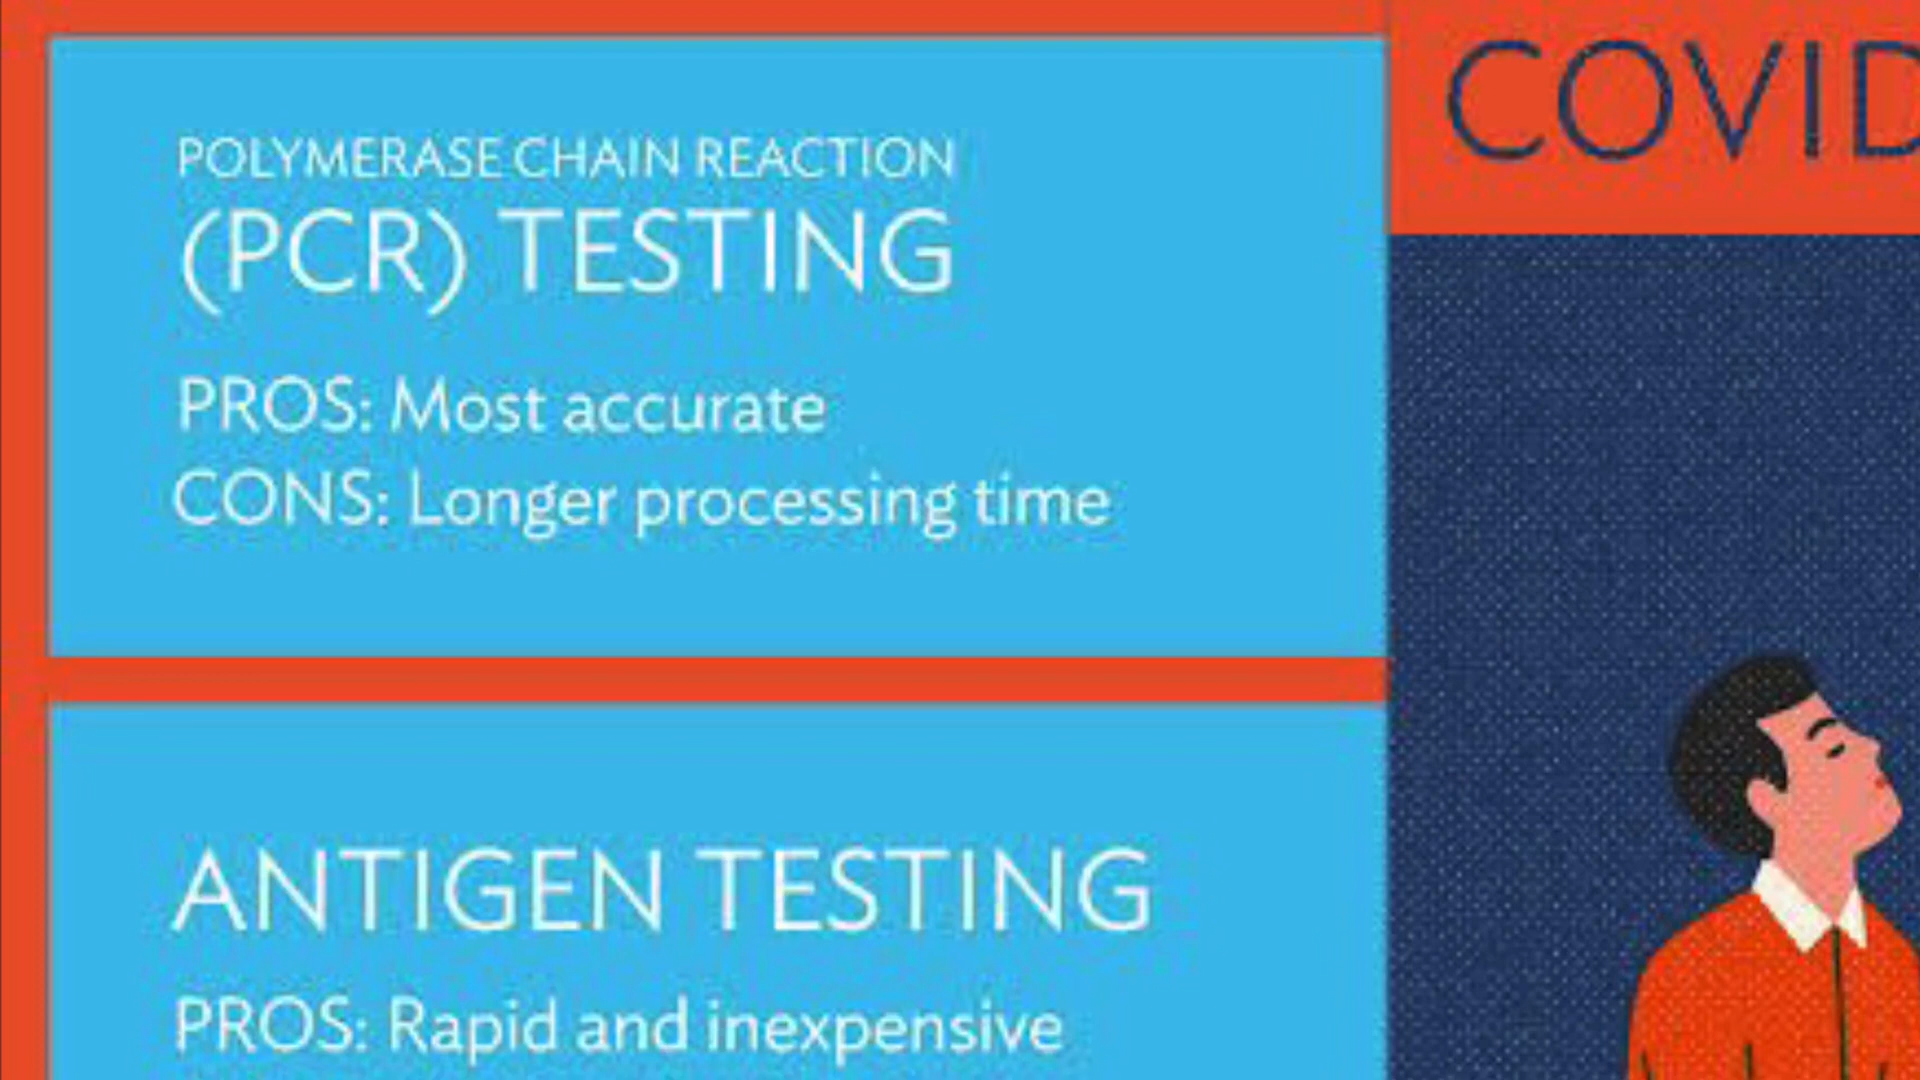 POLYMERASE CHAIN REACTION
(PCR) TESTING
PROS: Most accurate
CONS: Longer processing time
ANTIGEN TESTING
PROS: Rapid and inexpensive
COVID